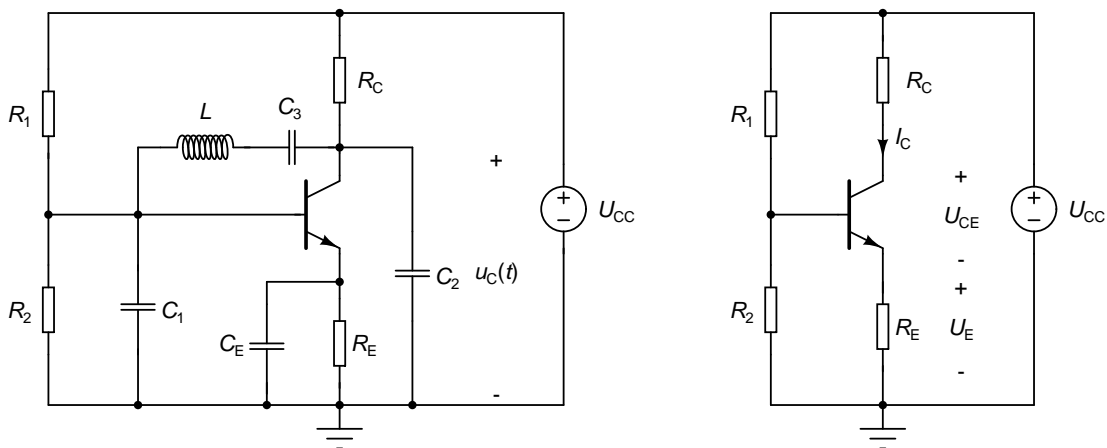 R1
L
C3
RC
+
+
-
UCC
R2
C1
CE
RE
C2
uC(t)
-
R1
RC
IC
+
UCE
-
+
UE
-
R2
RE
+
-
UCC